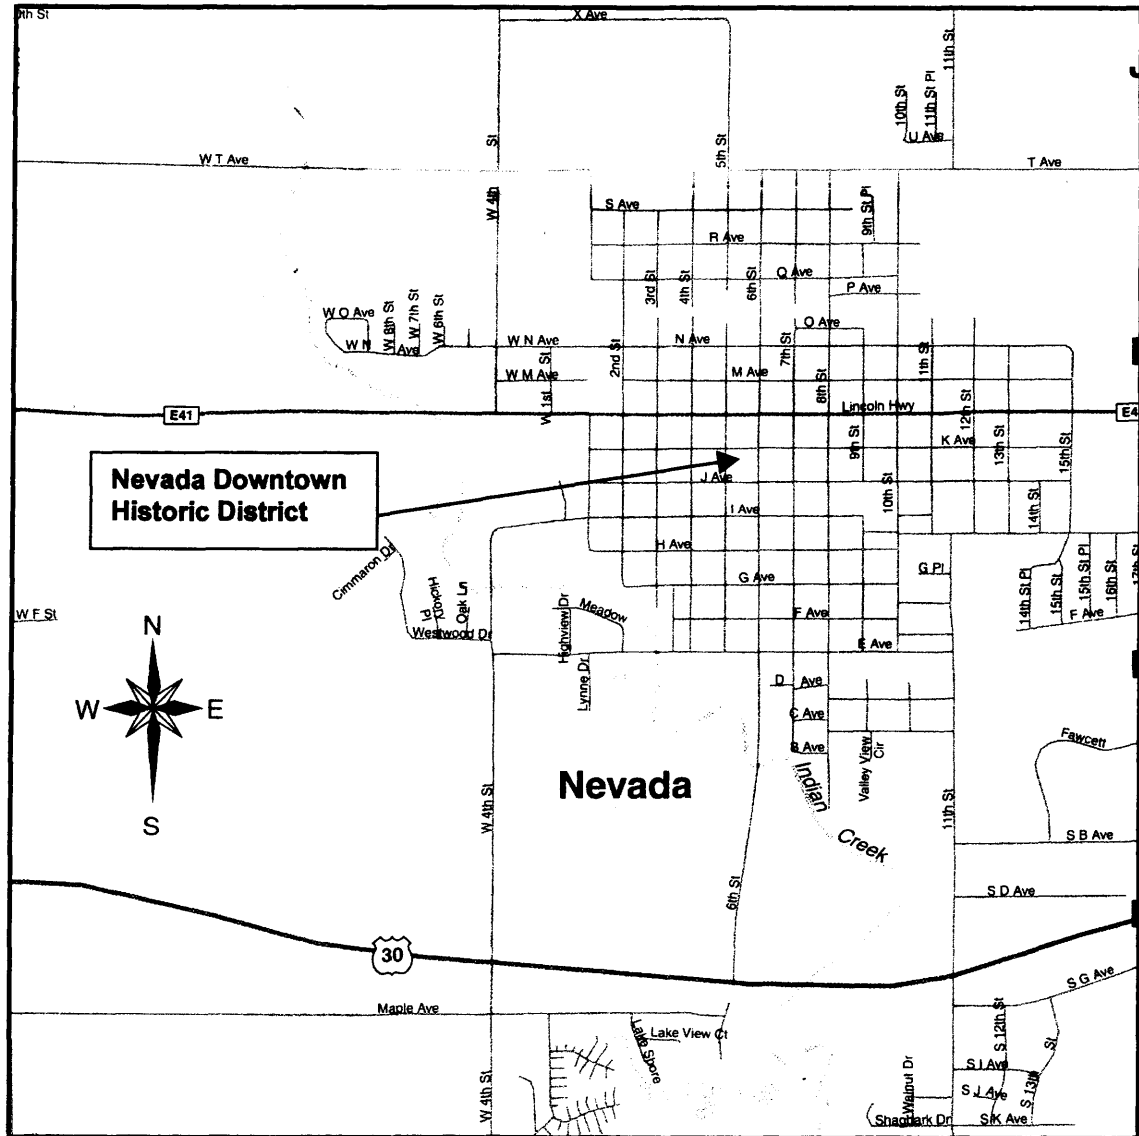 0th St
X Ave
11th St
10th St
11th St Pl
U Ave
St
5th St
W T Ave
T Ave
W 4th
S Ave
9th St Pl
R Ave
3rd St
4th St
6th St
Q Ave
P Ave
W O Ave
W 8th St
W 7th St
W 6th St
O Ave
W N
Ave
W N Ave
N Ave
2nd St
7th St
11th St
W M Ave
W 1st
St
M Ave
8th St
E41
Lincoln Hwy
12th St
E4
9th St
K Ave
13th St
15th St
Nevada Downtown
Historic District
J Ave
10th St
14th St
I Ave
H Ave
Cimmaron Dr
G Ave
G Pl
Hickory
Pl
Oak Ln
Highview Dr
Meadow
F Ave
14th St Pl
15th St
15th St Pl
16th St
17th St
F Ave
W F St
Westwood Dr
E Ave
N
Lynne Dr
D
Ave
W
E
C Ave
B Ave
Valley View
Cir
Fawcett
Nevada
Indian
Creek
W 4th St
11th St
S
S B Ave
6th St
S D Ave
30
S G Ave
Maple Ave
Lake Shore
Lake View Ct
S 12th St
St
S I Ave
W 4th St
Walnut Dr
S J Ave
S 13th
Shagbark Dr
S K Ave